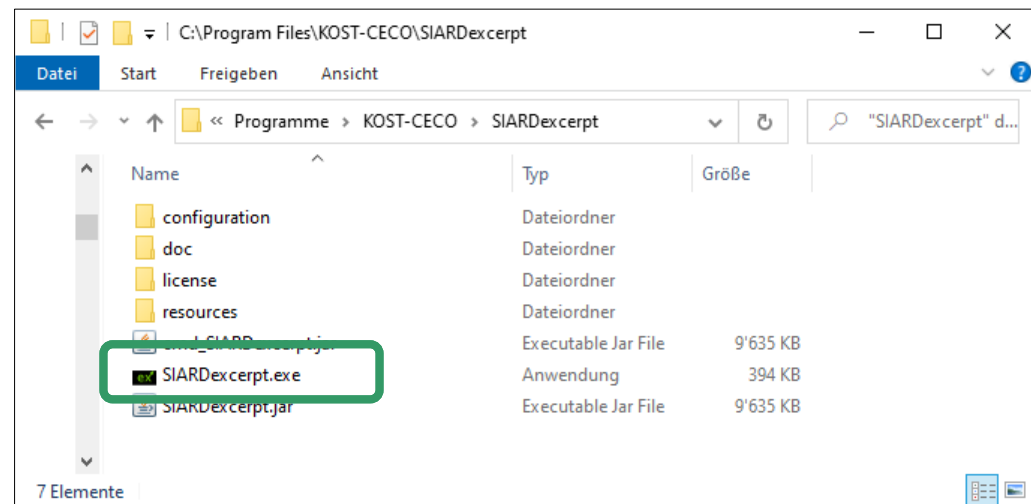 C:\Program Files\KOST-CECO\SIARDexcerpt
Datei Start Freigeben Ansicht
« Programme > KOST-CECO > SIARDexcerpt "SIARDexcerpt" d...
Name Typ Größe
configuration Dateiordner
doc Dateiordner
license Dateiordner
resources Dateiordner
cmd_SIARDexcerpt.jar Executable Jar File 9'635 KB
SIARDexcerpt.exe Anwendung 394 KB
SIARDexcerpt.jar Executable Jar File 9'635 KB
7 Elemente